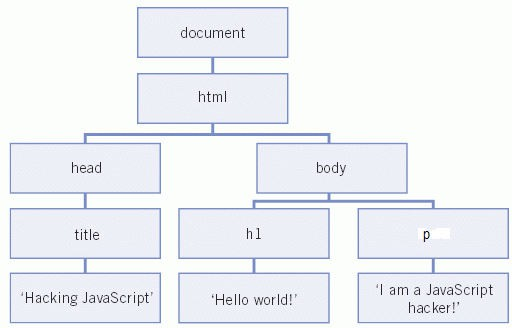 document
html
head
body
title
h1
p
‘Hacking JavaScript’
‘Hello world!’
‘I am a JavaScript
hacker!’